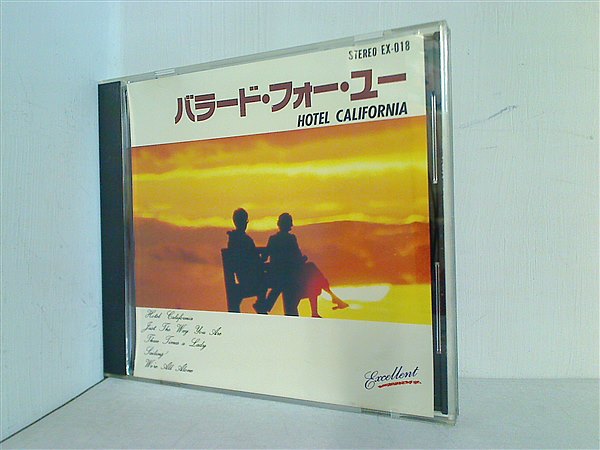 STEREO EX-018
バラード・フォー・ユー
HOTEL CALIFORNIA
Hotel California
Just The Way You Are
Three Times a Lady
Sailing
We're All Alone
Excellent